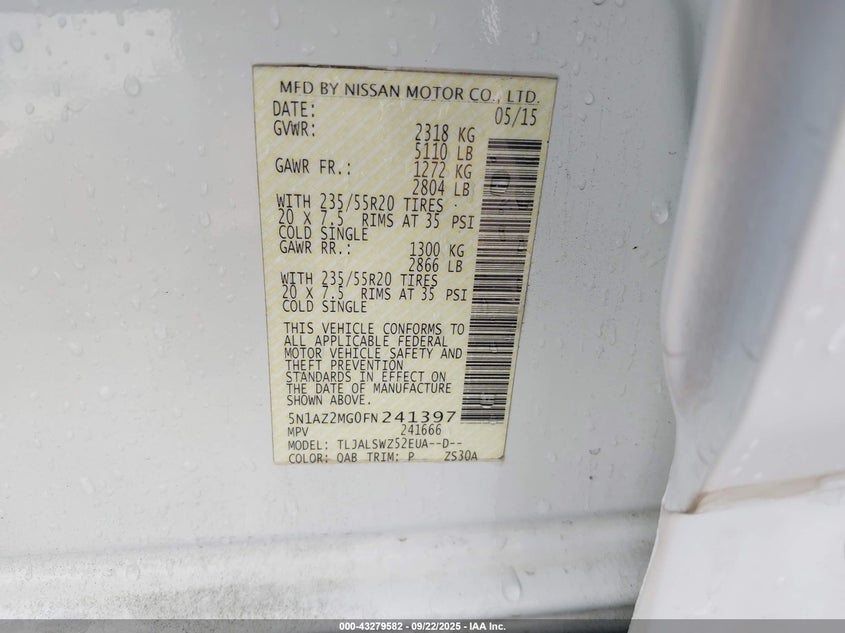 MFD BY NISSAN MOTOR CO., LTD.
DATE: 05/15
GVWR: 2318 KG
5110 LB
GAWR FR.: 1272 KG
2804 LB
WITH 235/55R20 TIRES
20 X 7.5 RIMS AT 35 PSI
COLD SINGLE
GAWR RR.: 1300 KG
2866 LB
WITH 235/55R20 TIRES
20 X 7.5 RIMS AT 35 PSI
COLD SINGLE
THIS VEHICLE CONFORMS TO
ALL APPLICABLE FEDERAL
MOTOR VEHICLE SAFETY AND
THEFT PREVENTION
STANDARDS IN EFFECT ON
THE DATE OF MANUFACTURE
SHOWN ABOVE.
5N1AZ2MG0FN241397
MPV 241666
MODEL: TLJALSWZ52EUA--D--
COLOR: QAB TRIM: P ZS30A
000-43279582 - 09/22/2025 - IAA Inc.